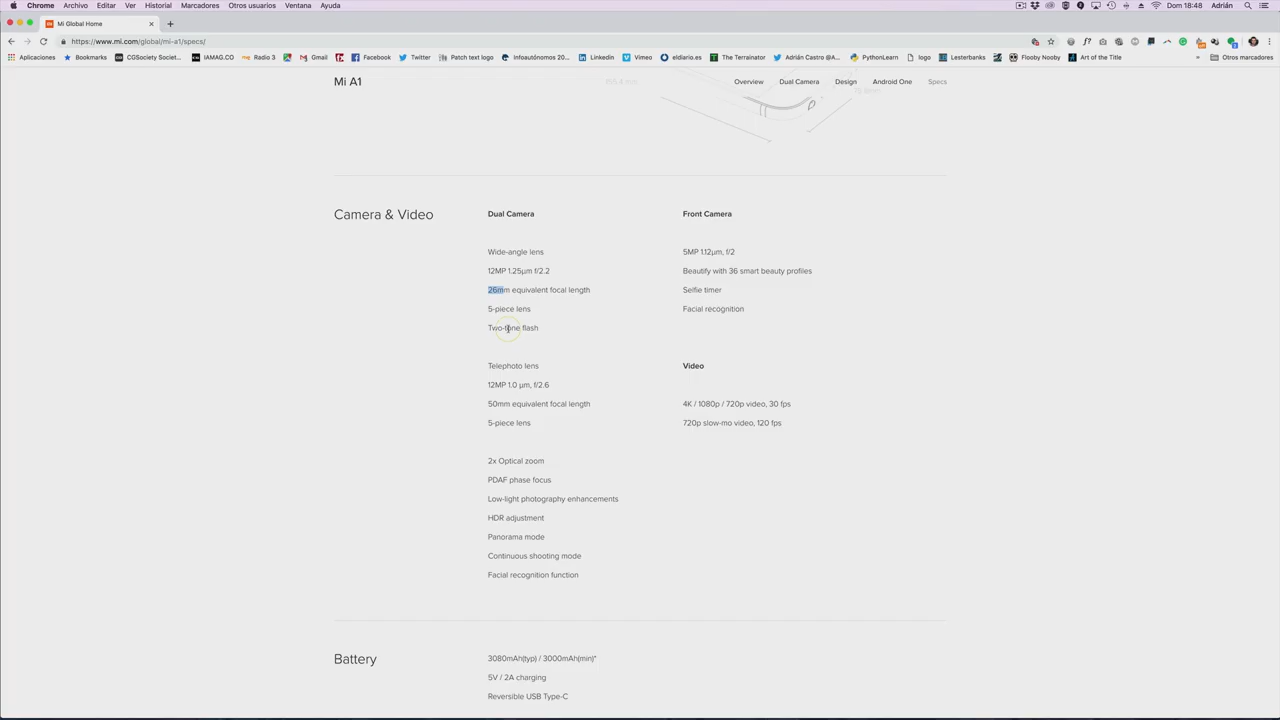 Chrome Archivo Editar Ver Historial Marcadores Otros usuarios Ventana Ayuda Dom 18:48 Adrián
Mi Global Home
https://www.mi.com/global/mi-a1/specs/
Aplicaciones Bookmarks CGSociety Societ... IAMAG.CO Radio 3 Gmail Facebook Twitter Patch text logo Infoautónomos 20... LinkedIn Vimeo eldiario.es The Terrainator Adrián Castro @A... PythonLearn logo Lesterbanks Flooby Nooby Art of the Title » Otros marcadores
Mi A1 Overview Dual Camera Design Android One Specs
Camera & Video
Dual Camera
Wide-angle lens
12MP 1.25μm f/2.2
26mm equivalent focal length
5-piece lens
Two-tone flash
Telephoto lens
12MP 1.0 μm, f/2.6
50mm equivalent focal length
5-piece lens
2x Optical zoom
PDAF phase focus
Low-light photography enhancements
HDR adjustment
Panorama mode
Continuous shooting mode
Facial recognition function
Front Camera
5MP 1.12μm, f/2
Beautify with 36 smart beauty profiles
Selfie timer
Facial recognition
Video
4K / 1080p / 720p video, 30 fps
720p slow-mo video, 120 fps
Battery
3080mAh(typ) / 3000mAh(min)*
5V / 2A charging
Reversible USB Type-C